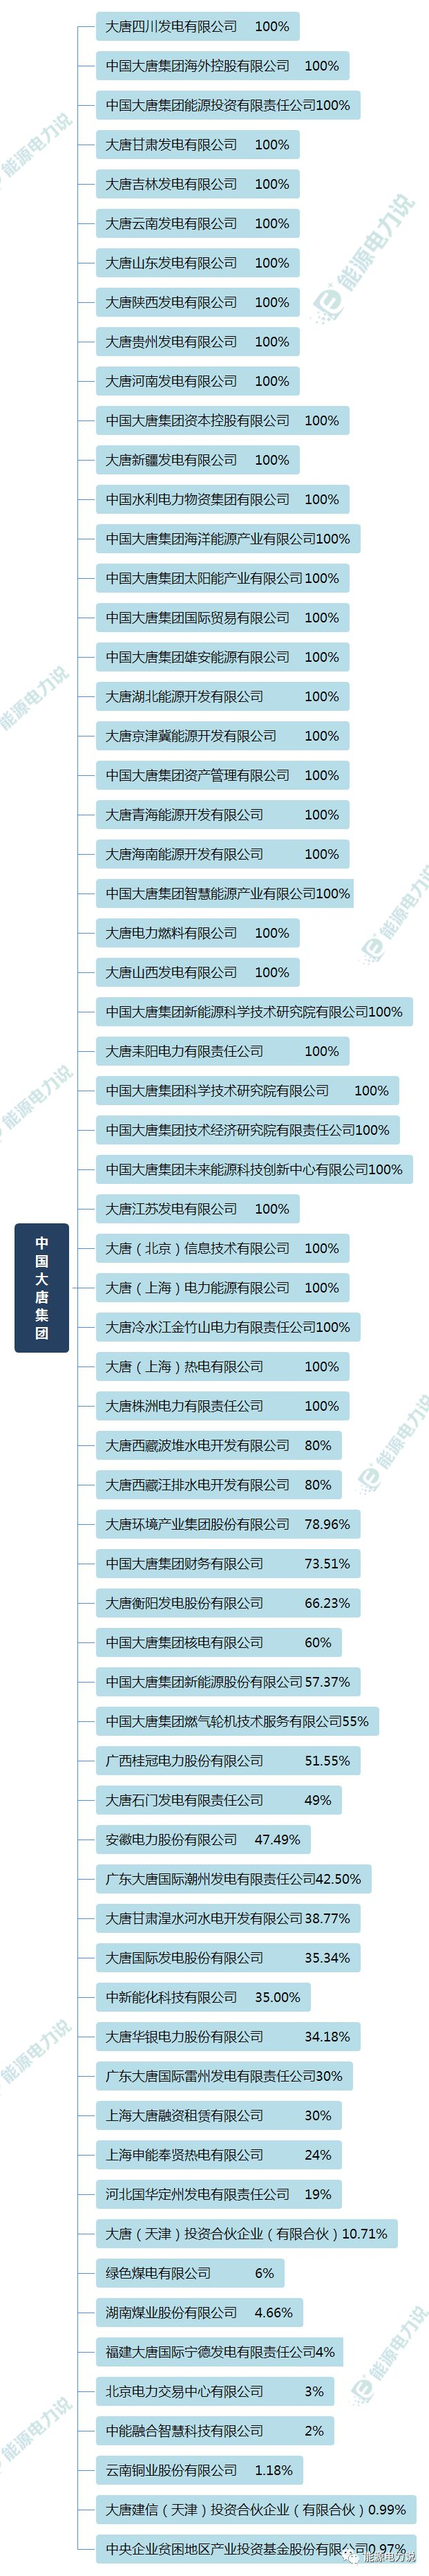 大唐四川发电有限公司 100%
中国大唐集团海外控股有限公司 100%
中国大唐集团能源投资有限责任公司100%
大唐甘肃发电有限公司 100%
大唐吉林发电有限公司 100%
大唐云南发电有限公司 100%
大唐山东发电有限公司 100%
大唐陕西发电有限公司 100%
大唐贵州发电有限公司 100%
大唐河南发电有限公司 100%
中国大唐集团资本控股有限公司 100%
大唐新疆发电有限公司 100%
中国水利电力物资集团有限公司 100%
中国大唐集团海洋能源产业有限公司100%
中国大唐集团太阳能产业有限公司 100%
中国大唐集团国际贸易有限公司 100%
中国大唐集团雄安能源有限公司 100%
大唐湖北能源开发有限公司 100%
大唐京津冀能源开发有限公司 100%
中国大唐集团资产管理有限公司 100%
大唐青海能源开发有限公司 100%
大唐海南能源开发有限公司 100%
中国大唐集团智慧能源产业有限公司100%
大唐电力燃料有限公司 100%
大唐山西发电有限公司 100%
中国大唐集团新能源科学技术研究院有限公司100%
大唐耒阳电力有限责任公司 100%
中国大唐集团科学技术研究院有限公司 100%
中国大唐集团技术经济研究院有限责任公司100%
中国大唐集团未来能源科技创新中心有限公司100%
大唐江苏发电有限公司 100%
中国大唐集团
大唐（北京）信息技术有限公司 100%
大唐（上海）电力能源有限公司 100%
大唐冷水江金竹山电力有限责任公司100%
大唐（上海）热电有限公司 100%
大唐株洲电力有限责任公司 100%
大唐西藏波堆水电开发有限公司 80%
大唐西藏汪排水电开发有限公司 80%
大唐环境产业集团股份有限公司 78.96%
中国大唐集团财务有限公司 73.51%
大唐衡阳发电股份有限公司 66.23%
中国大唐集团核电有限公司 60%
中国大唐集团新能源股份有限公司 57.37%
中国大唐集团燃气轮机技术服务有限公司55%
广西桂冠电力股份有限公司 51.55%
大唐石门发电有限责任公司 49%
安徽电力股份有限公司 47.49%
广东大唐国际潮州发电有限责任公司42.50%
大唐甘肃湟水河水电开发有限公司 38.77%
大唐国际发电股份有限公司 35.34%
中新能化科技有限公司 35.00%
大唐华银电力股份有限公司 34.18%
广东大唐国际雷州发电有限责任公司30%
上海大唐融资租赁有限公司 30%
上海申能奉贤热电有限公司 24%
河北国华定州发电有限责任公司 19%
大唐（天津）投资合伙企业（有限合伙）10.71%
绿色煤电有限公司 6%
湖南煤业股份有限公司 4.66%
福建大唐国际宁德发电有限责任公司4%
北京电力交易中心有限公司 3%
中能融合智慧科技有限公司 2%
云南铜业股份有限公司 1.18%
大唐建信（天津）投资合伙企业（有限合伙）0.99%
中央企业贫困地区产业投资基金股份有限公司0.97%
能源电力说
能源电力说
能源电力说
能源电力说
能源电力说
能源电力说
能源电力说
能源电力说
能源电力说
能源电力说